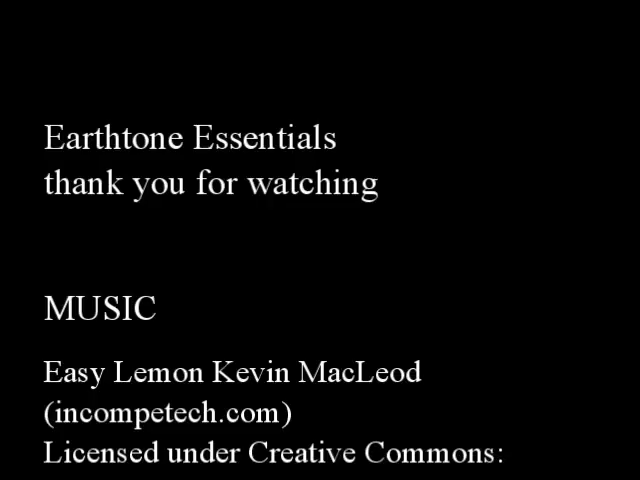 Earthtone Essentials
thank you for watching
MUSIC
Easy Lemon Kevin MacLeod
(incompetech.com)
Licensed under Creative Commons: